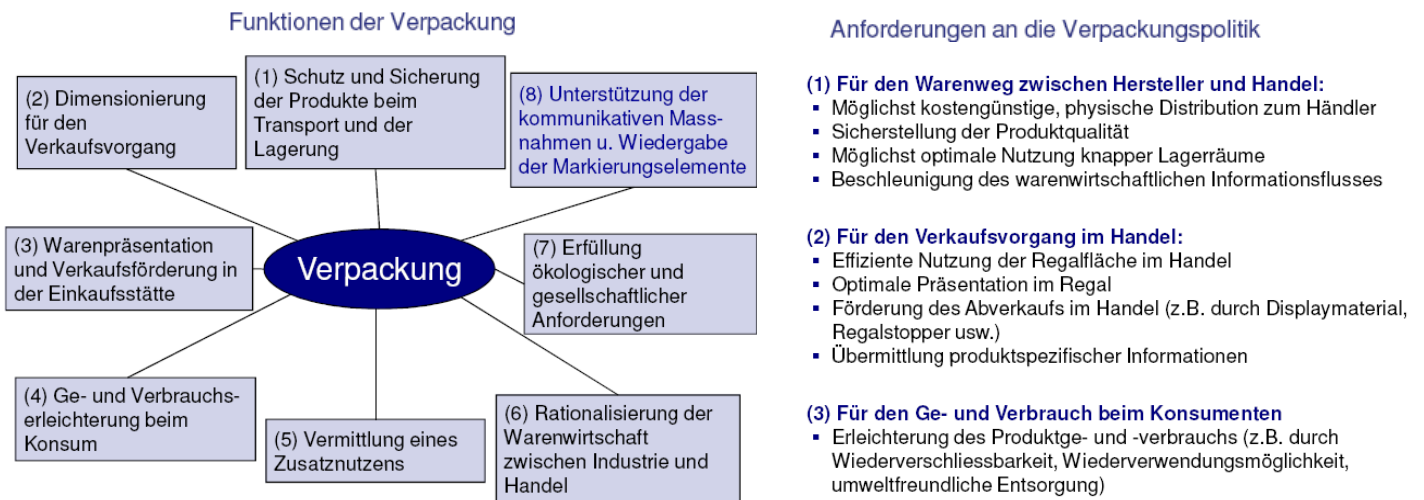 Funktionen der Verpackung
(1) Schutz und Sicherung
der Produkte beim
Transport und der
Lagerung
(2) Dimensionierung
für den
Verkaufsvorgang
(8) Unterstützung der
kommunikativen Mass-
nahmen u. Wiedergabe
der Markierungselemente
(3) Warenpräsentation
und Verkaufsförderung in
der Einkaufsstätte
Verpackung
(7) Erfüllung
ökologischer und
gesellschaftlicher
Anforderungen
(4) Ge- und Verbrauchs-
erleichterung beim
Konsum
(5) Vermittlung eines
Zusatznutzens
(6) Rationalisierung der
Warenwirtschaft
zwischen Industrie und
Handel
Anforderungen an die Verpackungspolitik
(1) Für den Warenweg zwischen Hersteller und Handel:
▪ Möglichst kostengünstige, physische Distribution zum Händler
▪ Sicherstellung der Produktqualität
▪ Möglichst optimale Nutzung knapper Lagerräume
▪ Beschleunigung des warenwirtschaftlichen Informationsflusses
(2) Für den Verkaufsvorgang im Handel:
▪ Effiziente Nutzung der Regalfläche im Handel
▪ Optimale Präsentation im Regal
▪ Förderung des Abverkaufs im Handel (z.B. durch Displaymaterial,
Regalstopper usw.)
▪ Übermittlung produktspezifischer Informationen
(3) Für den Ge- und Verbrauch beim Konsumenten
▪ Erleichterung des Produktge- und -verbrauchs (z.B. durch
Wiederverschliessbarkeit, Wiederverwendungsmöglichkeit,
umweltfreundliche Entsorgung)